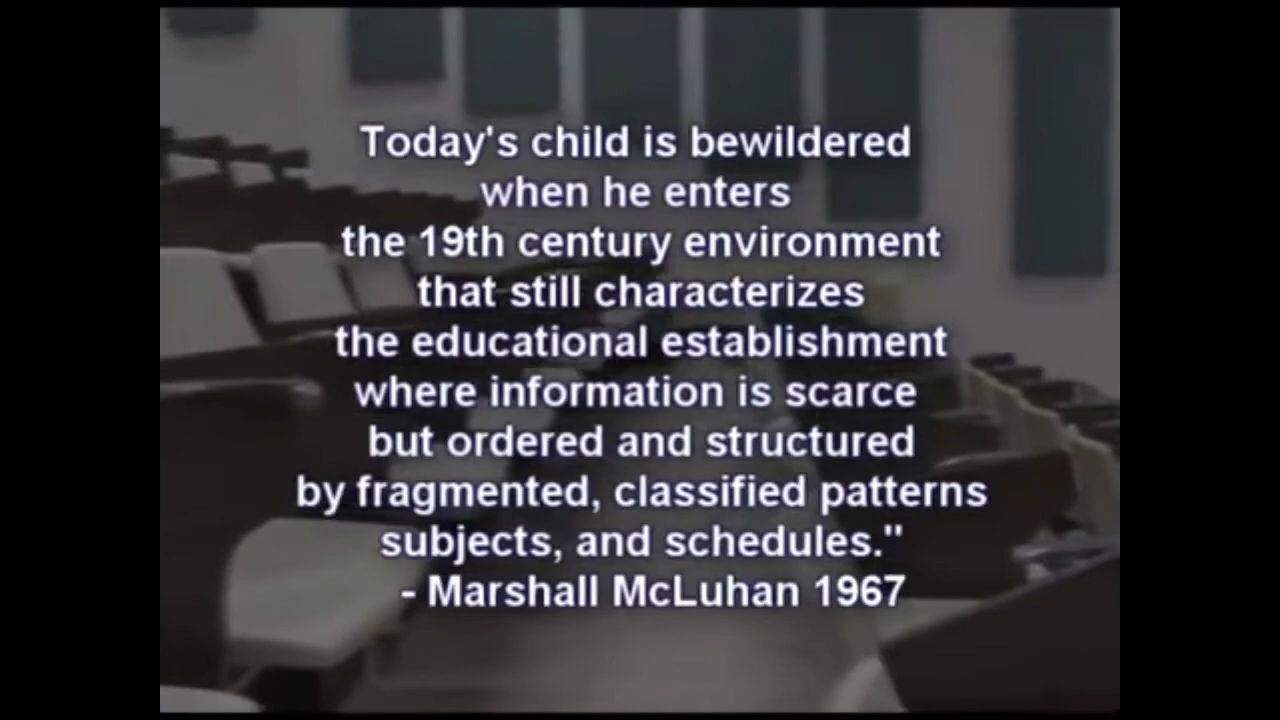 Today's child is bewildered
when he enters
the 19th century environment
that still characterizes
the educational establishment
where information is scarce
but ordered and structured
by fragmented, classified patterns
subjects, and schedules."
- Marshall McLuhan 1967